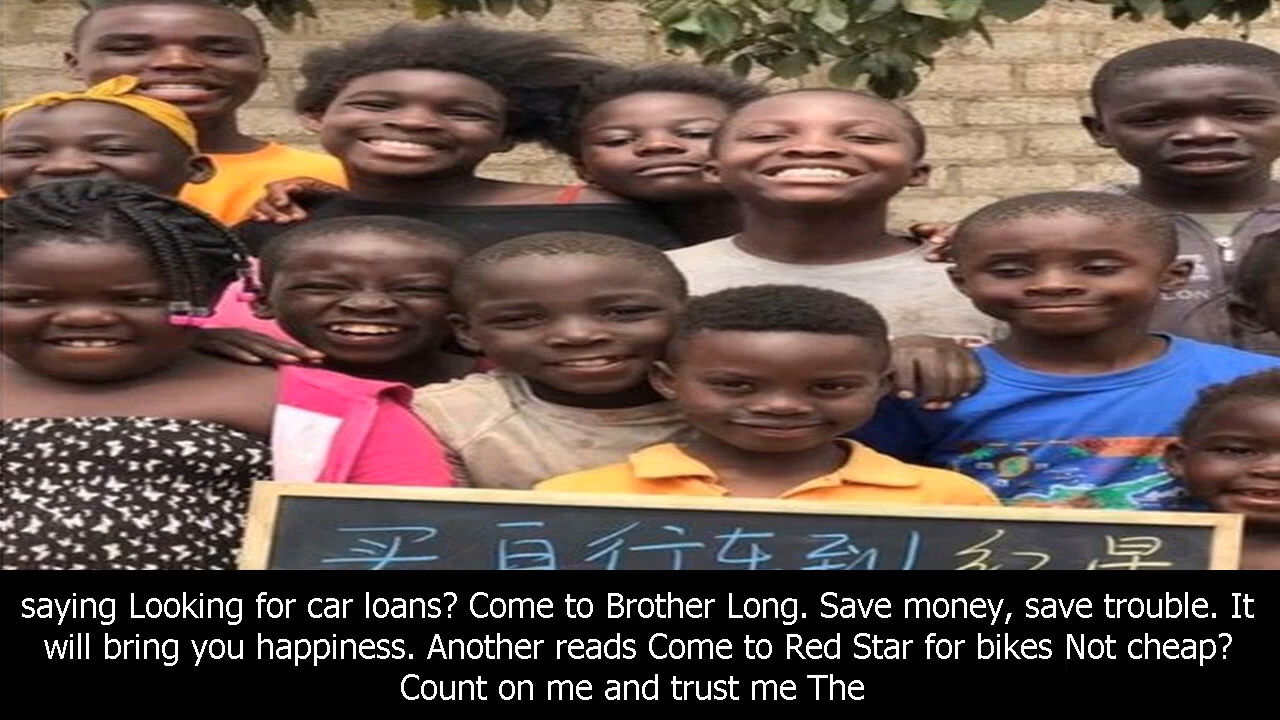 买自行车到红星
saying Looking for car loans? Come to Brother Long. Save money, save trouble. It
will bring you happiness. Another reads Come to Red Star for bikes Not cheap?
Count on me and trust me The